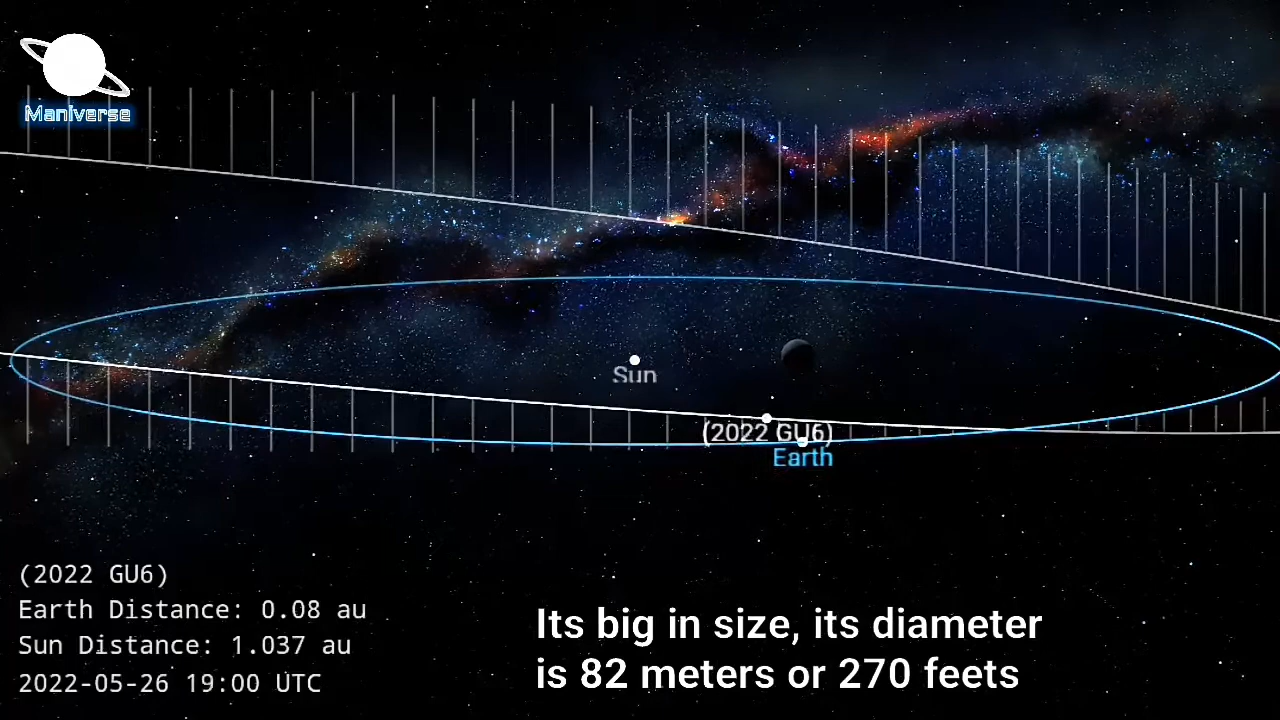 Maniverse
Sun
(2022 GU6)
Earth
(2022 GU6)
Earth Distance: 0.08 au
Sun Distance: 1.037 au
2022-05-26 19:00 UTC
Its big in size, its diameter
is 82 meters or 270 feets